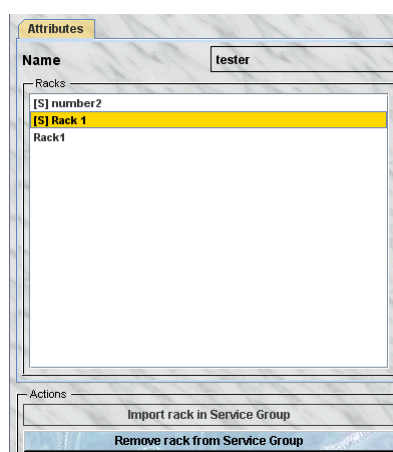 Attributes
Name tester
Racks
[S] number2
[S] Rack 1
Rack1
Actions
Import rack in Service Group
Remove rack from Service Group